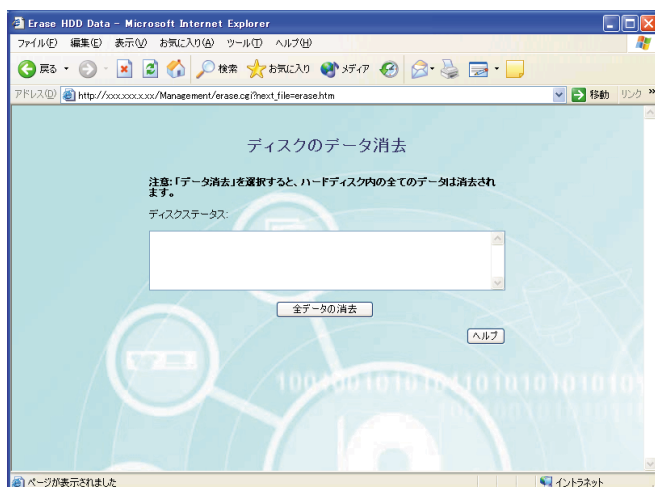 Erase HDD Data - Microsoft Internet Explorer
ファイル(F) 編集(E) 表示(V) お気に入り(A) ツール(T) ヘルプ(H)
戻る 検索 お気に入り メディア
アドレス(D) http://xxx.xxx.x.xx/Management/erase.cgi?next_file=erase.htm 移動 リンク »
ディスクのデータ消去
注意:「データ消去」を選択すると、ハードディスク内の全てのデータは消去され
ます。
ディスクステータス:
全データの消去
ヘルプ
ページが表示されました イントラネット